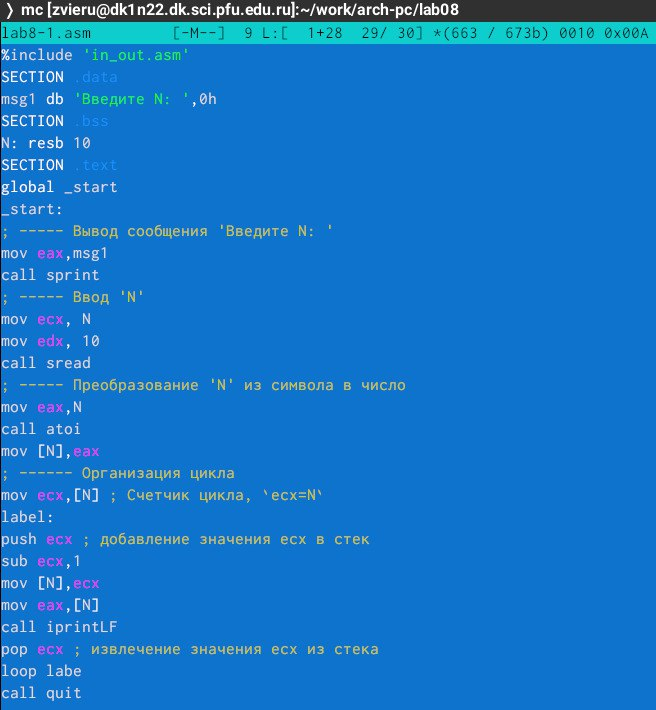 ❭ mc [zvieru@dk1n22.dk.sci.pfu.edu.ru]:~/work/arch-pc/lab08
lab8-1.asm [-M--] 9 L:[ 1+28 29/ 30] *(663 / 673b) 0010 0x00A
%include 'in_out.asm'
SECTION .data
msg1 db 'Введите N: ',0h
SECTION .bss
N: resb 10
SECTION .text
global _start
_start:
; ----- Вывод сообщения 'Введите N: '
mov eax,msg1
call sprint
; ----- Ввод 'N'
mov ecx, N
mov edx, 10
call sread
; ----- Преобразование 'N' из символа в число
mov eax,N
call atoi
mov [N],eax
; ------ Организация цикла
mov ecx,[N] ; Счетчик цикла, `ecx=N`
label:
push ecx ; добавление значения ecx в стек
sub ecx,1
mov [N],ecx
mov eax,[N]
call iprintLF
pop ecx ; извлечение значения ecx из стека
loop labe
call quit